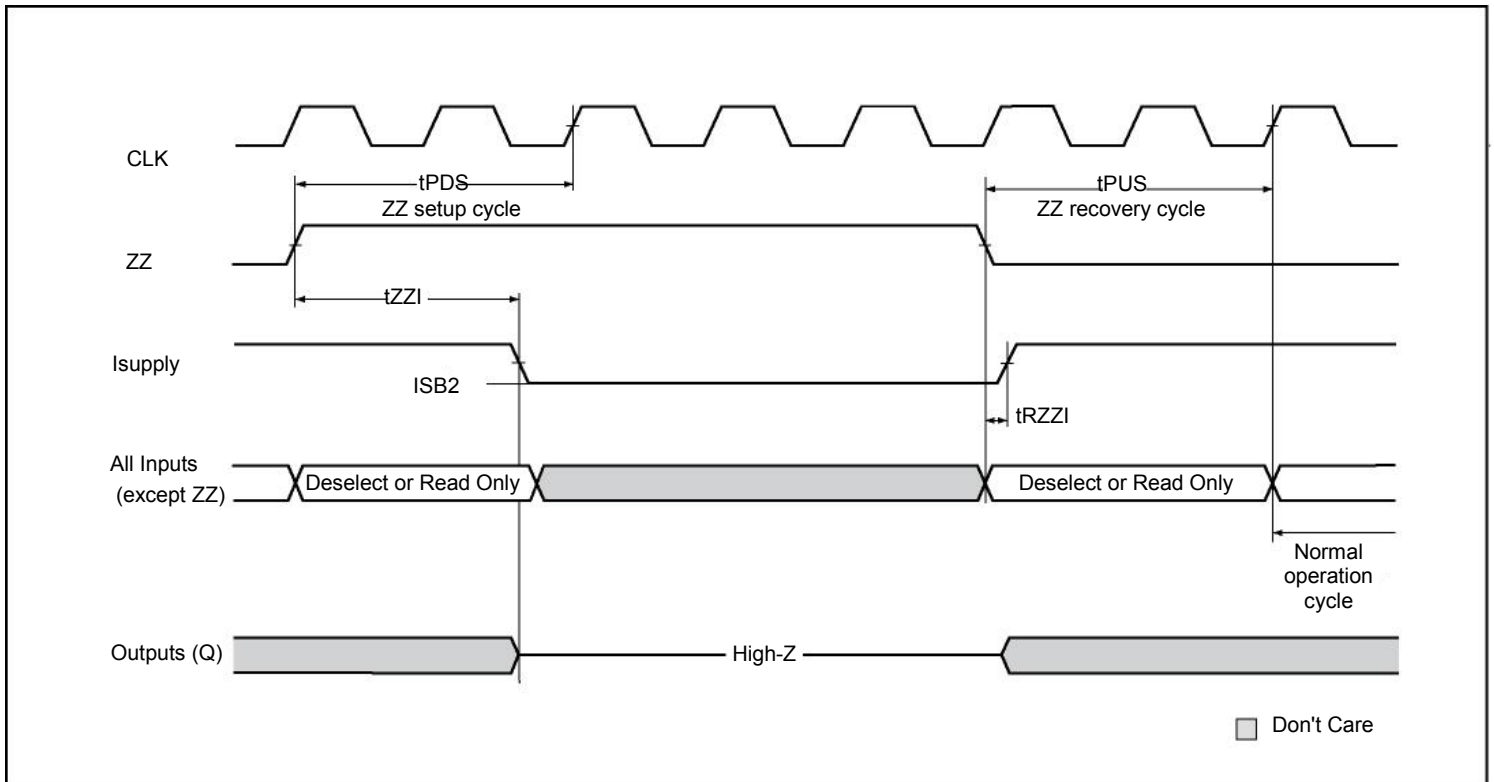 CLK
tPDS
ZZ setup cycle
tPUS
ZZ recovery cycle
ZZ
tZZI
Isupply
ISB2
tRZZI
All Inputs
(except ZZ)
Deselect or Read Only
Deselect or Read Only
Normal
operation
cycle
Outputs (Q)
High-Z
Don't Care